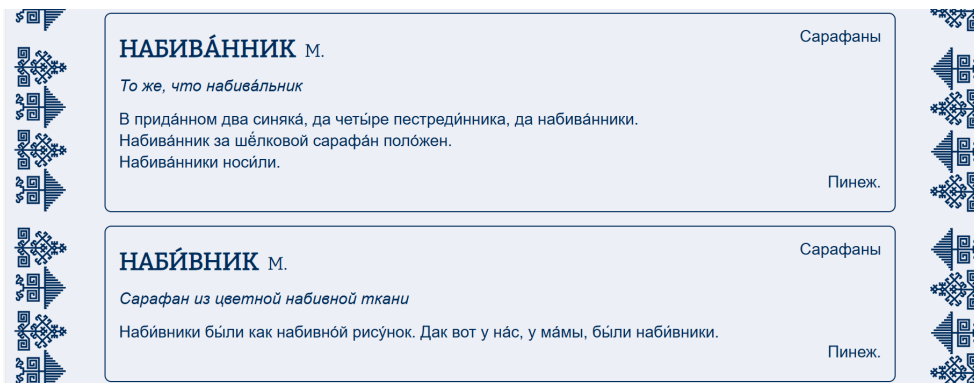 Сарафаны
НАБИВА́ННИК М.
То же, что набива́льник
В прида́нном два синяка́, да четы́ре пестреди́нника, да набива́нники.
Набива́нник за шё́лковой сарафа́н поло́жен.
Набива́нники носи́ли.
Пинеж.
Сарафаны
НАБИ́ВНИК М.
Сарафан из цветной набивной ткани
Наби́вники бы́ли как набивно́й рису́нок. Дак вот у на́с, у ма́мы, бы́ли наби́вники.
Пинеж.